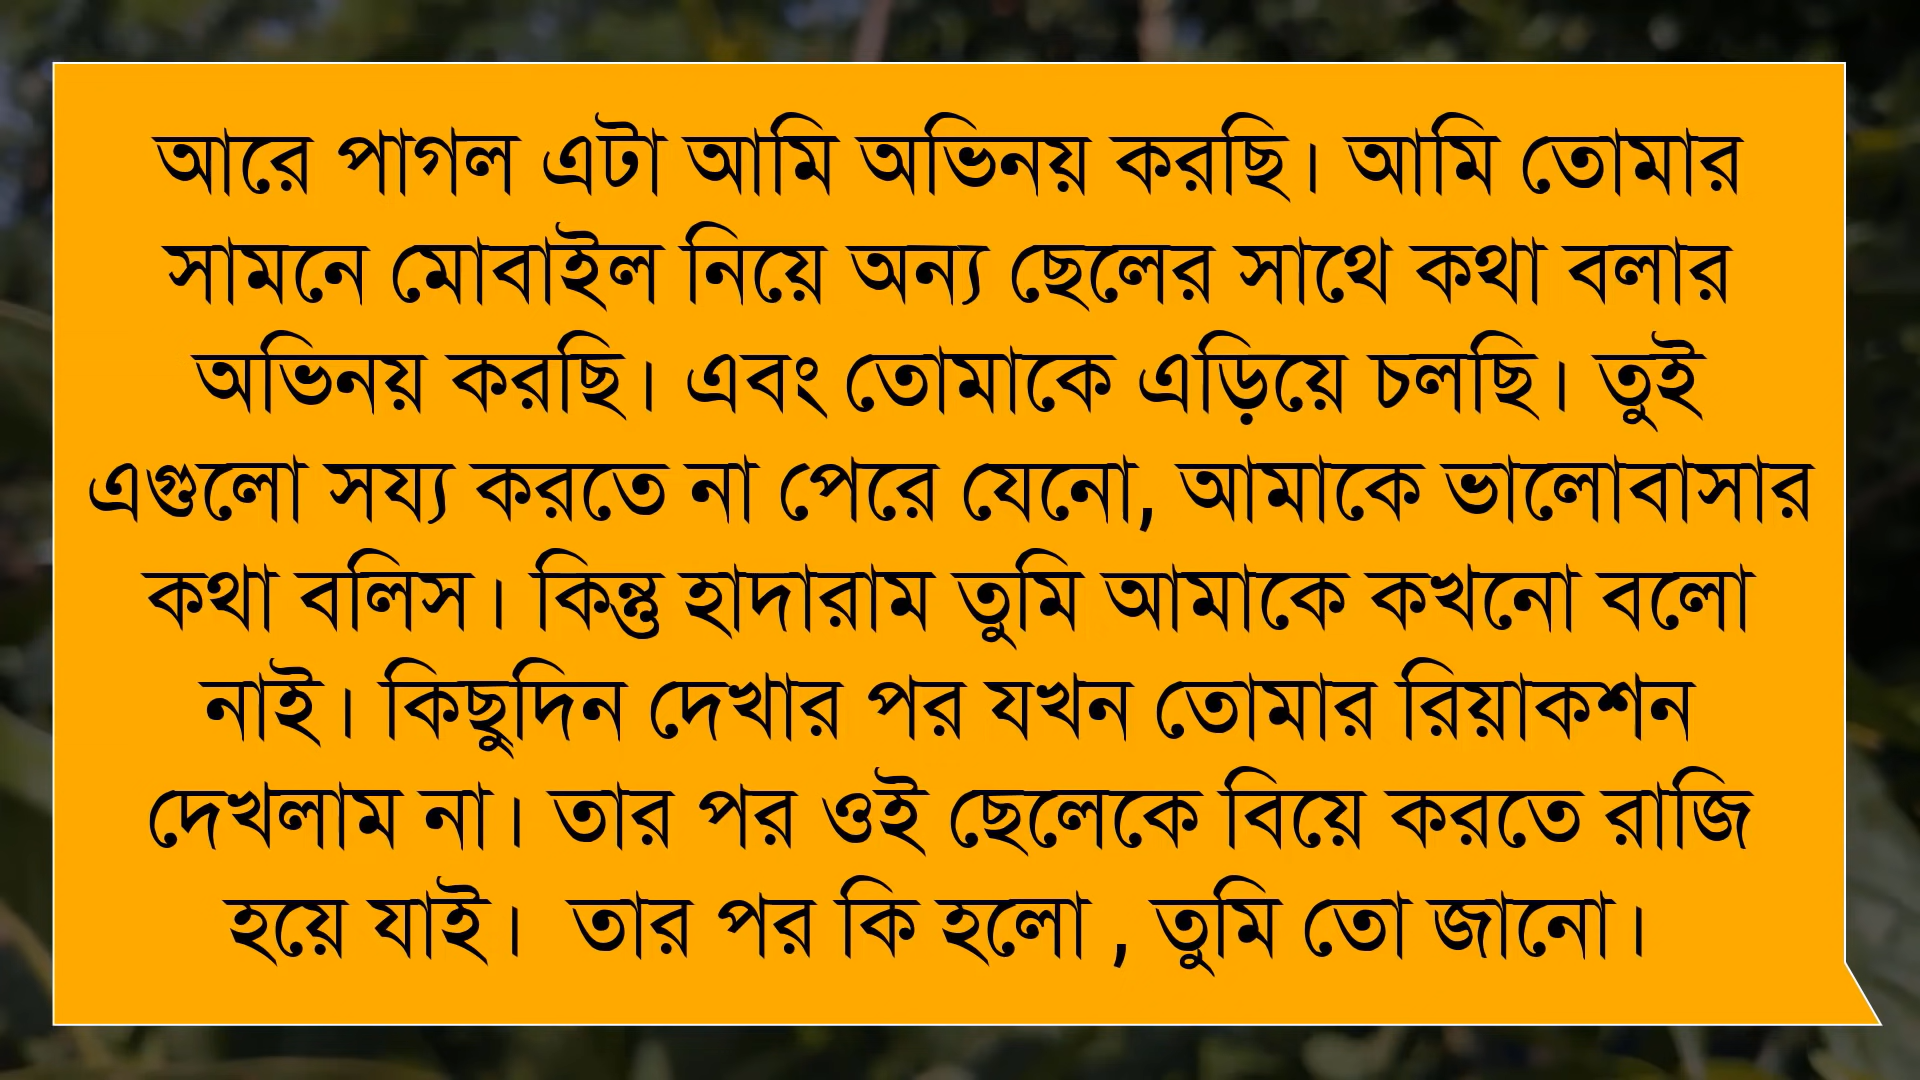 আরে পাগল এটা আমি অভিনয় করছি। আমি তোমার
সামনে মোবাইল নিয়ে অন্য ছেলের সাথে কথা বলার
অভিনয় করছি। এবং তোমাকে এড়িয়ে চলছি। তুই
এগুলো সয্য করতে না পেরে যেনো, আমাকে ভালোবাসার
কথা বলিস। কিন্তু হাদারাম তুমি আমাকে কখনো বলো
নাই। কিছুদিন দেখার পর যখন তোমার রিয়াকশন
দেখলাম না। তার পর ওই ছেলেকে বিয়ে করতে রাজি
হয়ে যাই।  তার পর কি হলো , তুমি তো জানো।